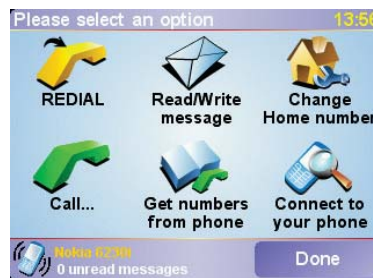 Please select an option 13:56
REDIAL
Read/Write
message
Change
Home number
Call...
Get numbers
from phone
Connect to
your phone
Nokia 6230i
0 unread messages
Done